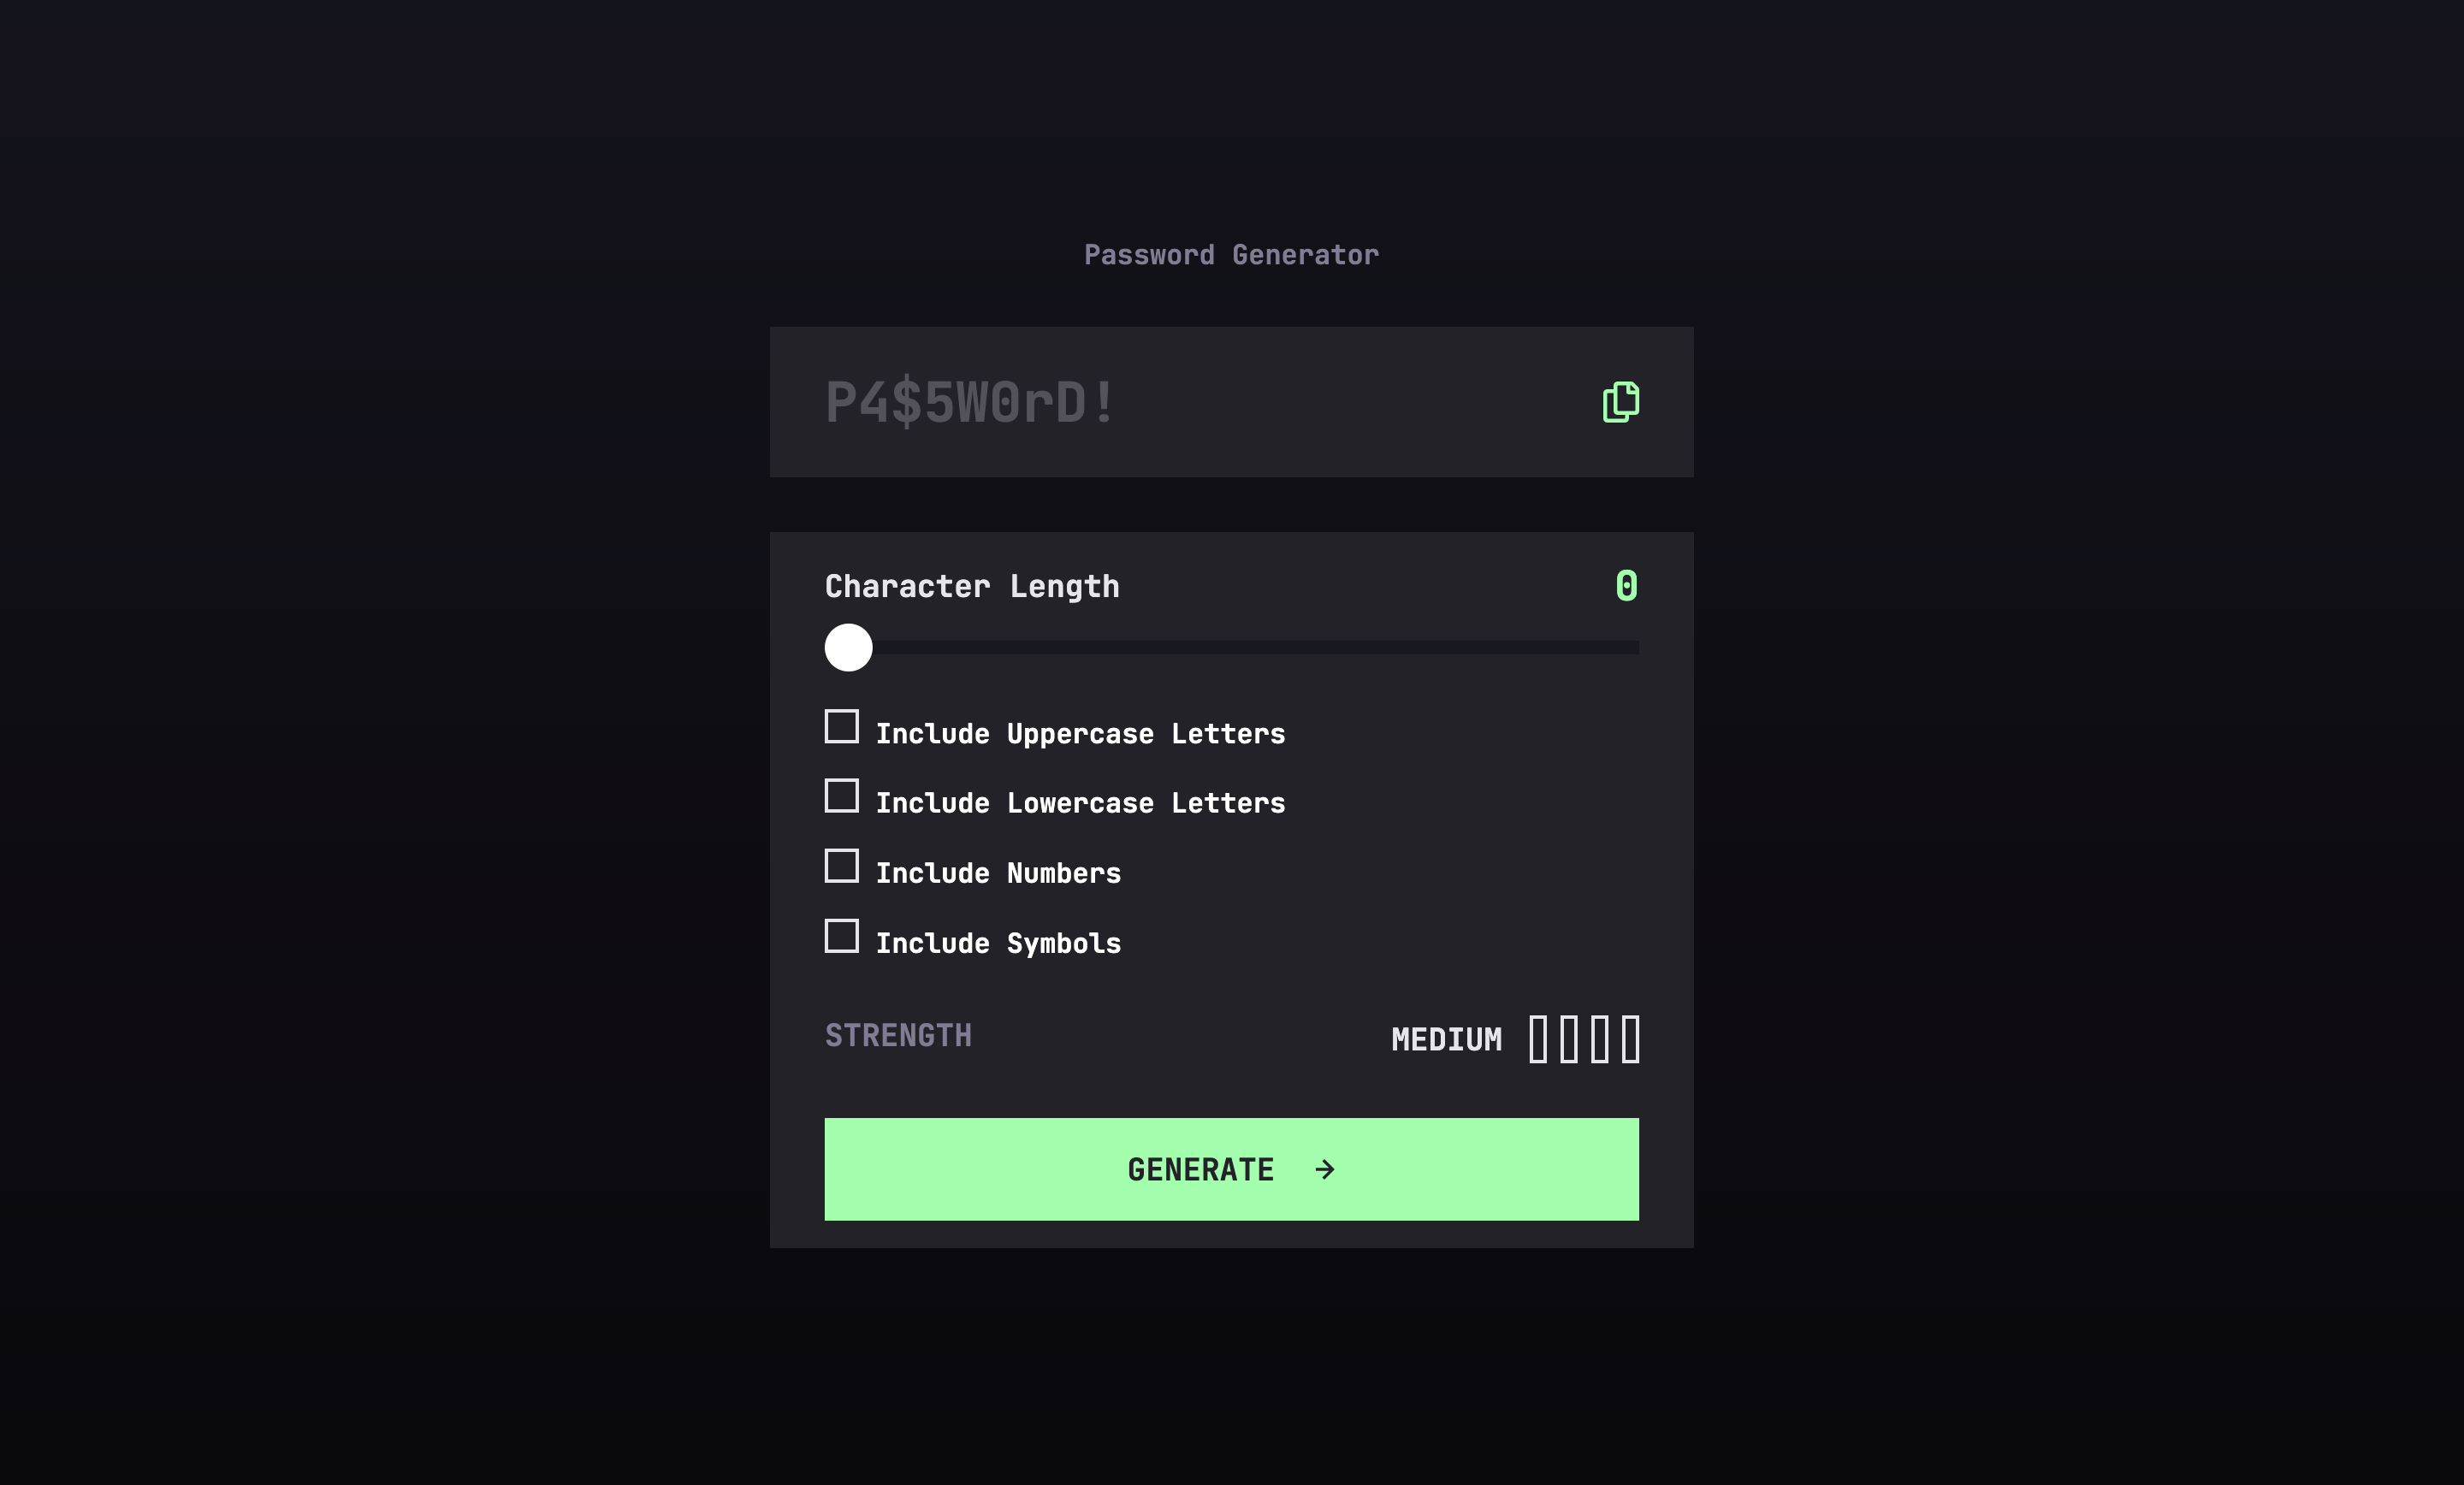 Password Generator
P4$5W0rD!
Character Length 0
Include Uppercase Letters
Include Lowercase Letters
Include Numbers
Include Symbols
STRENGTH MEDIUM
GENERATE →